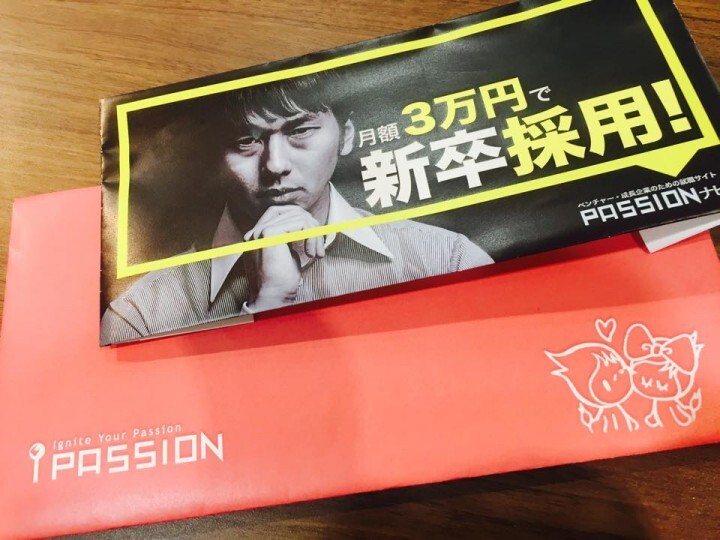 月額3万円で
新卒採用!
ベンチャー・成長企業のための就職サイト
PASSIONナビ
Ignite Your Passion
PASSION